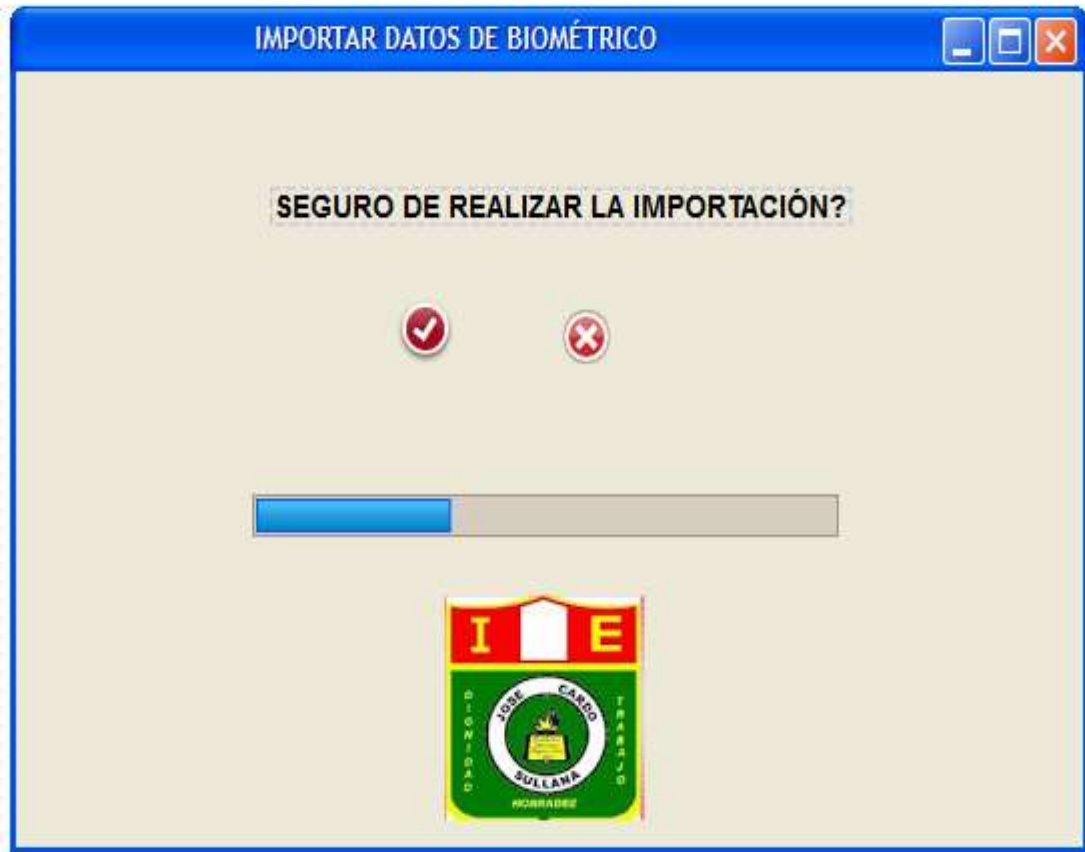 IMPORTAR DATOS DE BIOMÉTRICO
SEGURO DE REALIZAR LA IMPORTACIÓN?
I E
JOSE CARDO
SULLANA
DIGNIDAD
TRABAJO
HONRADEZ